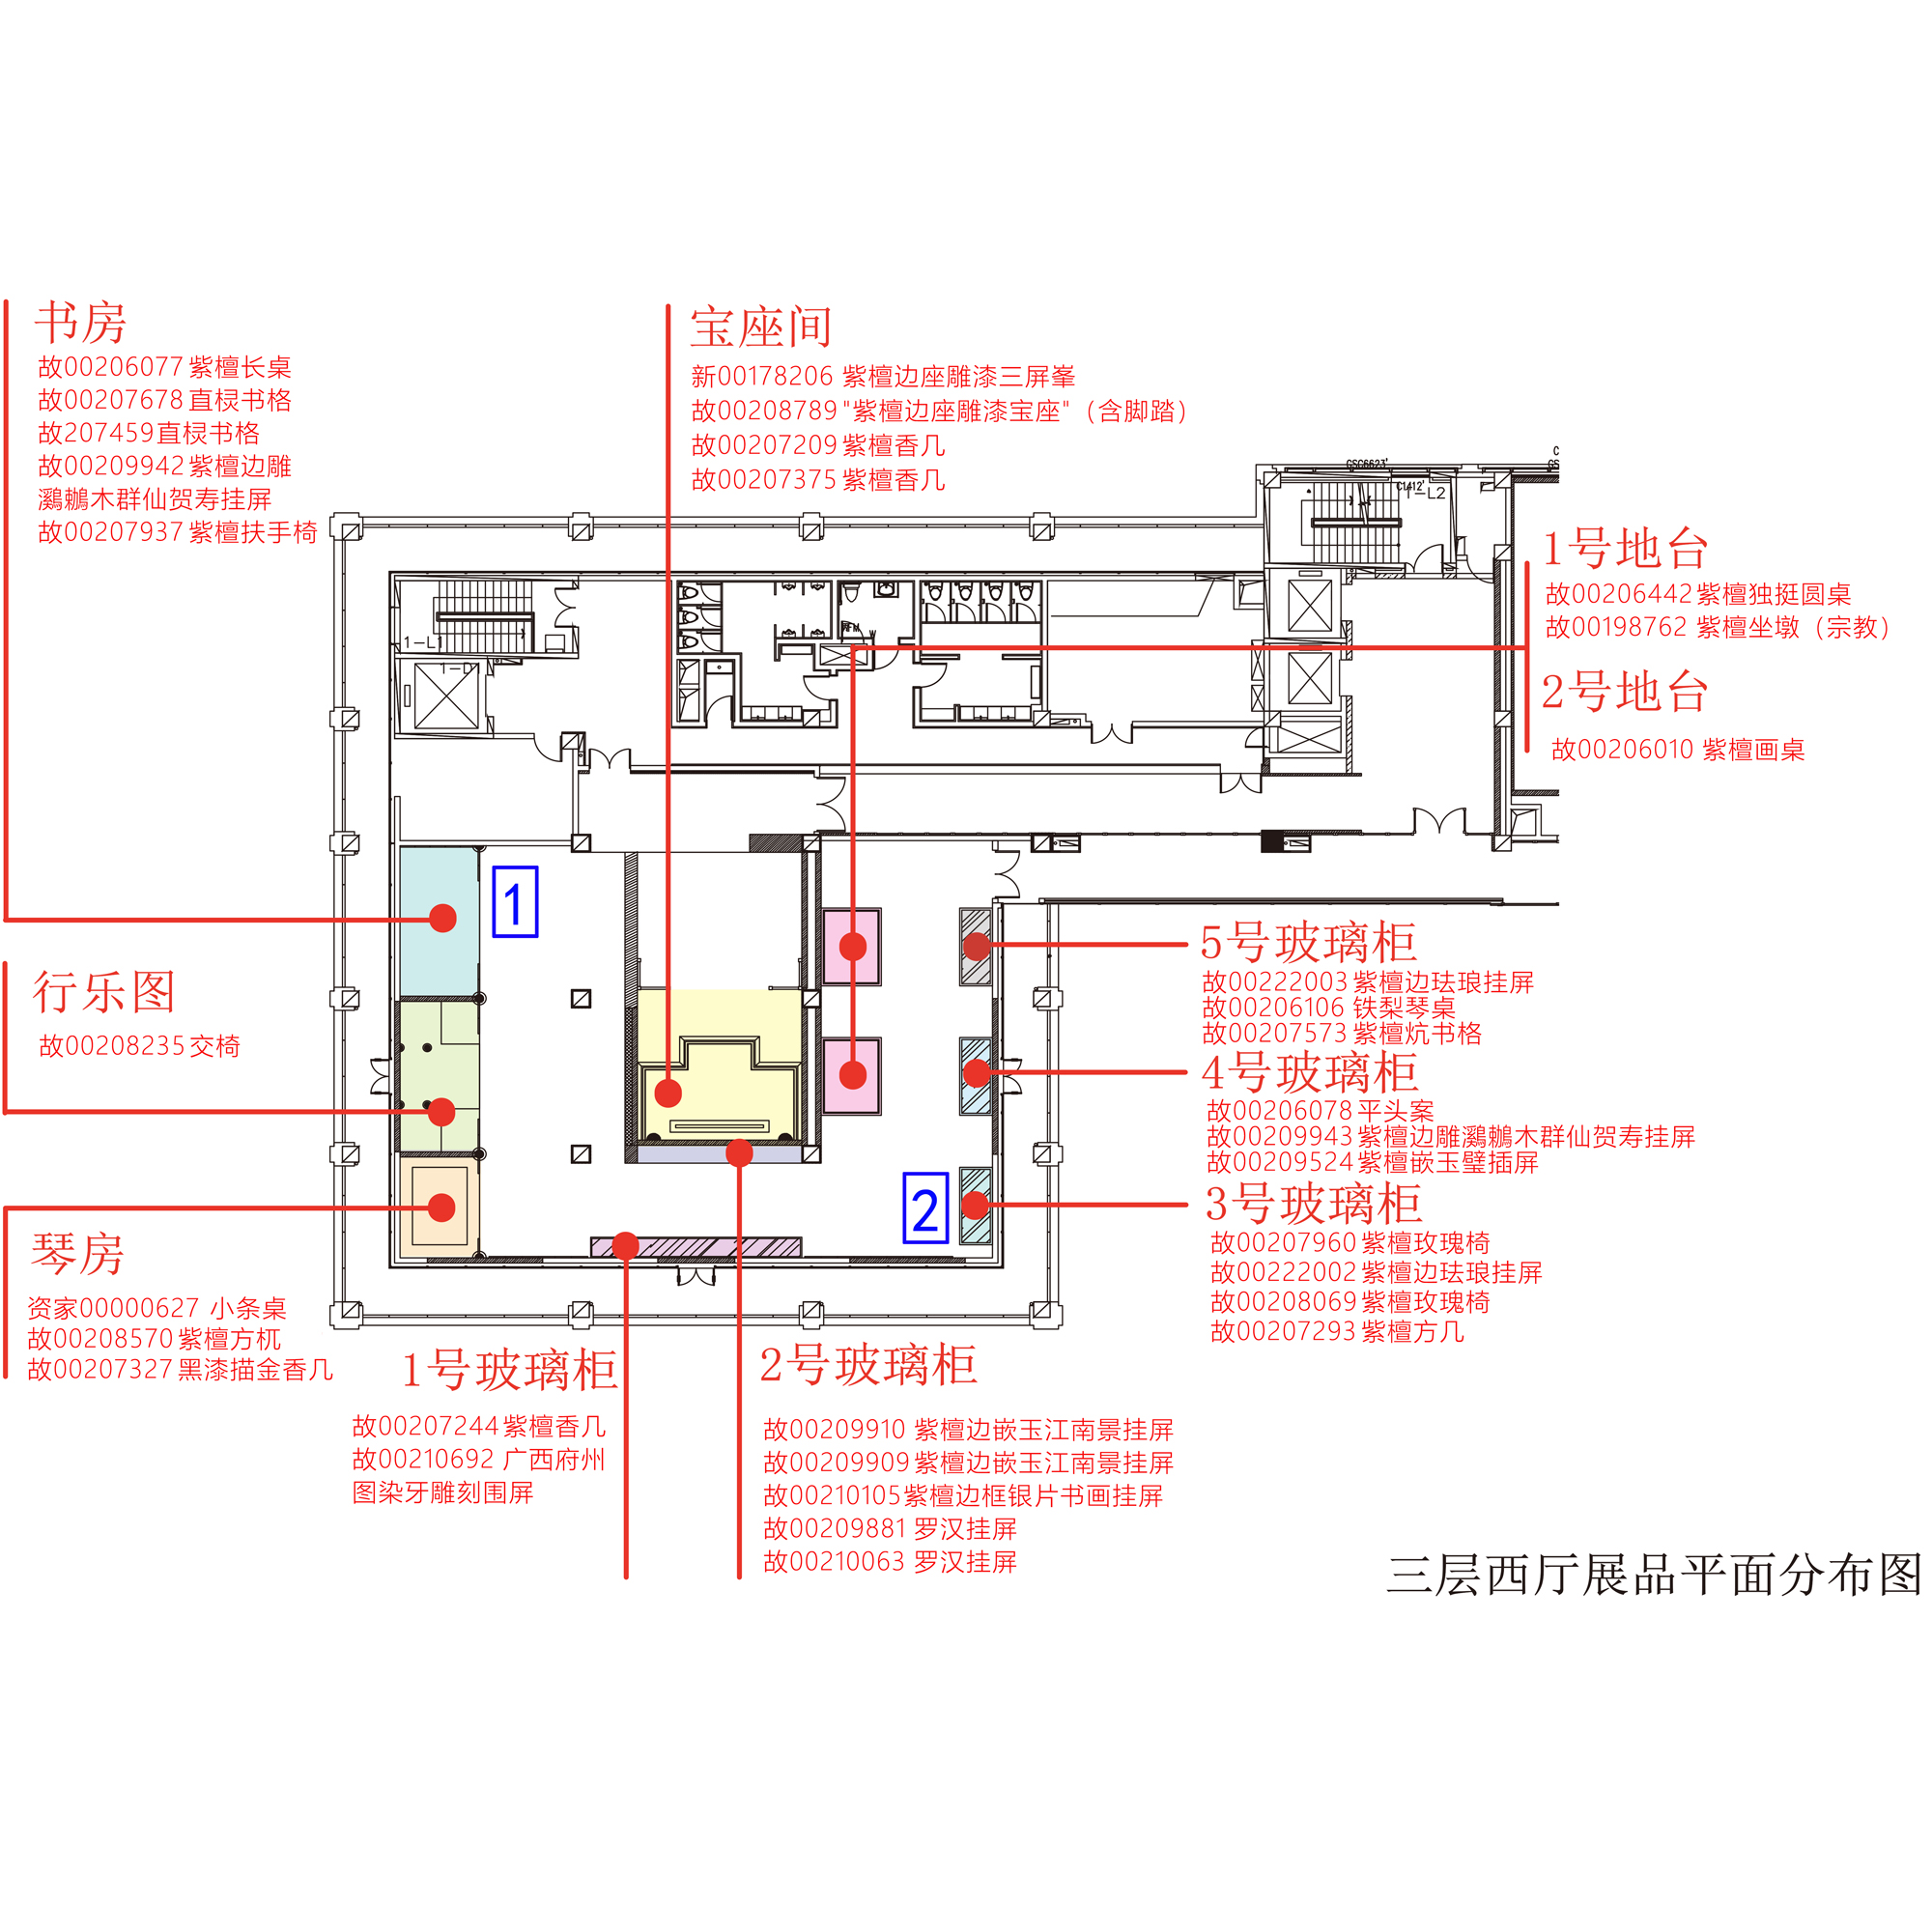 书房
故00206077 紫檀长桌
故00207678 直棂书格
故207459直棂书格
故00209942 紫檀边雕
鸂鶒木群仙贺寿挂屏
故00207937 紫檀扶手椅
行乐图
故00208235 交椅
琴房
资家00000627 小条桌
故00208570 紫檀方杌
故00207327 黑漆描金香几
宝座间
新00178206 紫檀边座雕漆三屏峯
故00208789 "紫檀边座雕漆宝座"（含脚踏）
故00207209 紫檀香几
故00207375 紫檀香几
1号地台
故00206442 紫檀独挺圆桌
故00198762 紫檀坐墩（宗教）
2号地台
故00206010 紫檀画桌
5号玻璃柜
故00222003 紫檀边珐琅挂屏
故00206106 铁梨琴桌
故00207573 紫檀炕书格
4号玻璃柜
故00206078 平头案
故00209943 紫檀边雕鸂鶒木群仙贺寿挂屏
故00209524 紫檀嵌玉璧插屏
3号玻璃柜
故00207960 紫檀玫瑰椅
故00222002 紫檀边珐琅挂屏
故00208069 紫檀玫瑰椅
故00207293 紫檀方几
1号玻璃柜
故00207244 紫檀香几
故00210692 广西府州
图染牙雕刻围屏
2号玻璃柜
故00209910 紫檀边嵌玉江南景挂屏
故00209909 紫檀边嵌玉江南景挂屏
故00210105 紫檀边框银片书画挂屏
故00209881 罗汉挂屏
故00210063 罗汉挂屏
1
2
1-L1
1-L2
三层西厅展品平面分布图